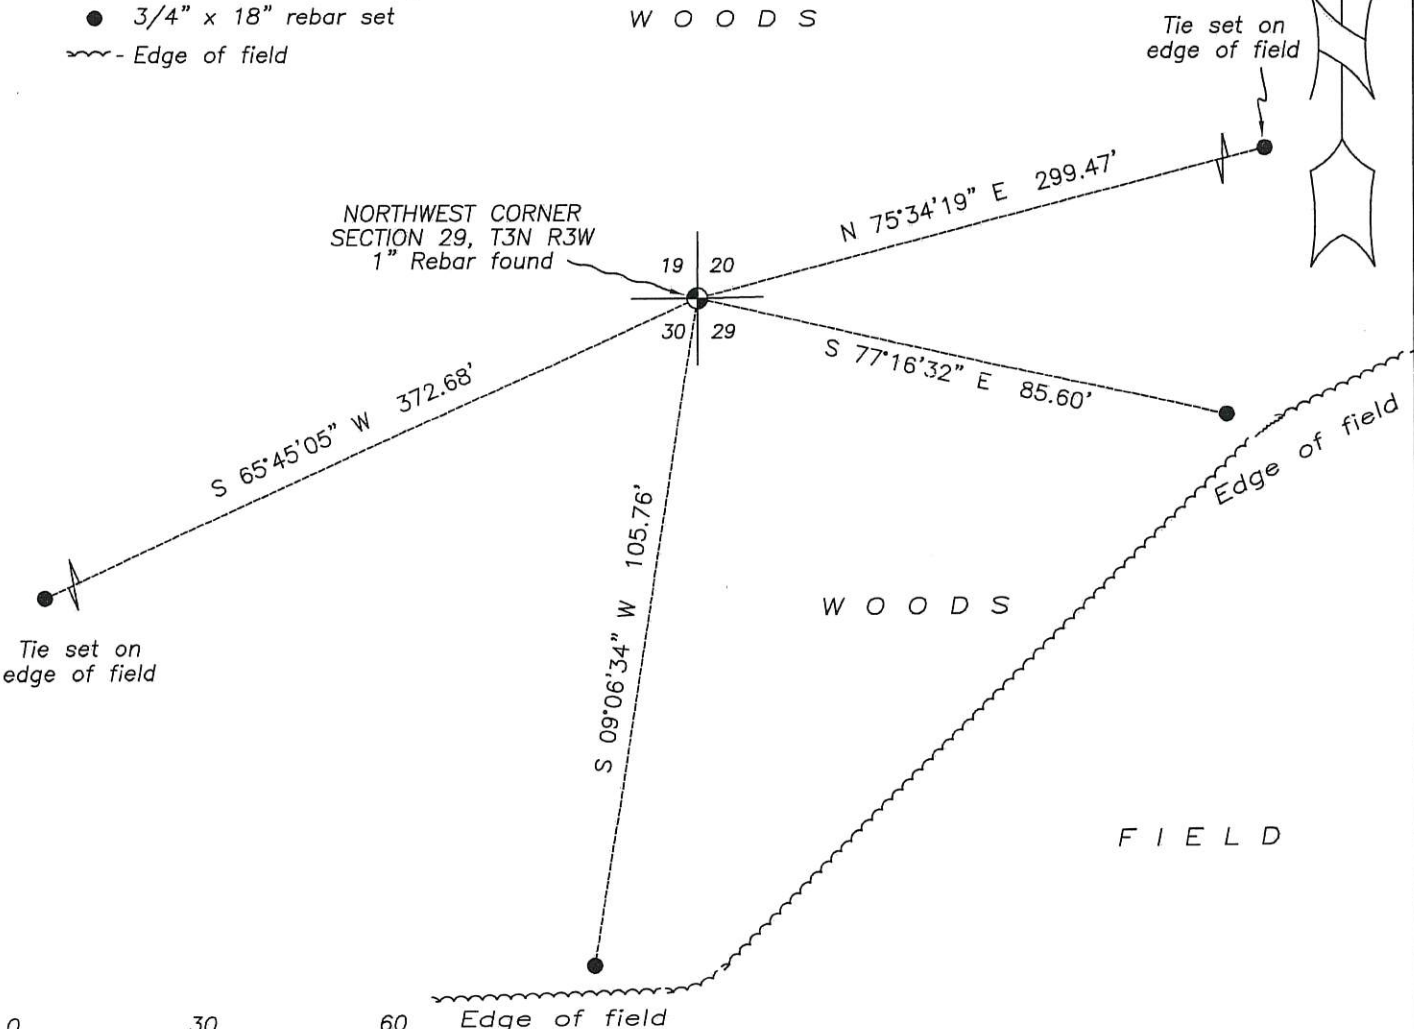 3/4" x 18" rebar set
- Edge of field
W O O D S
Tie set on
edge of field
N 75°34'19" E 299.47'
NORTHWEST CORNER
SECTION 29, T3N R3W
1" Rebar found
19 20
30 29
S 77°16'32" E 85.60'
S 65°45'05" W 372.68'
Edge of field
S 09°06'34" W 105.76'
W O O D S
Tie set on
edge of field
F I E L D
0 30 60
Edge of field